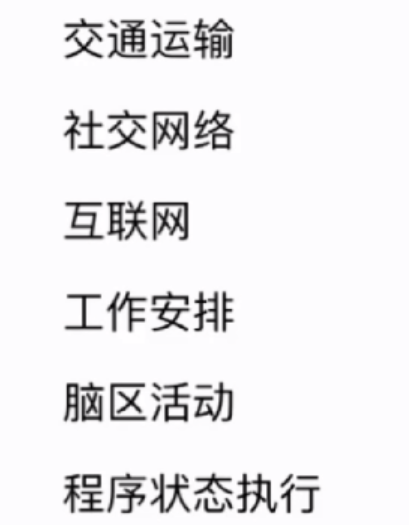 交通运输
社交网络
互联网
工作安排
脑区活动
程序状态执行